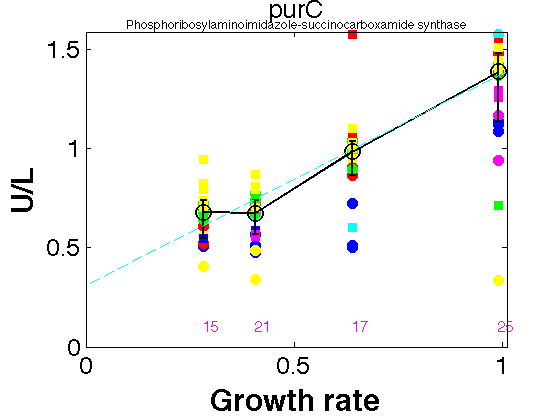 purC
Phosphoribosylaminoimidazole-succinocarboxamide synthase
1.5
1
0.5
0
U/L
15
21
17
25
0
0.5
1
Growth rate